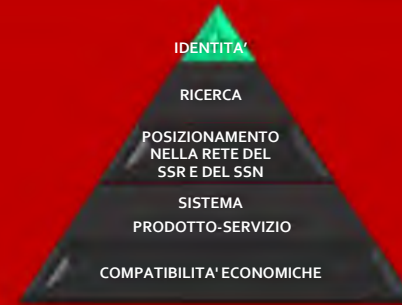 IDENTITA'
RICERCA
POSIZIONAMENTO
NELLA RETE DEL
SSR E DEL SSN
SISTEMA
PRODOTTO-SERVIZIO
COMPATIBILITA' ECONOMICHE